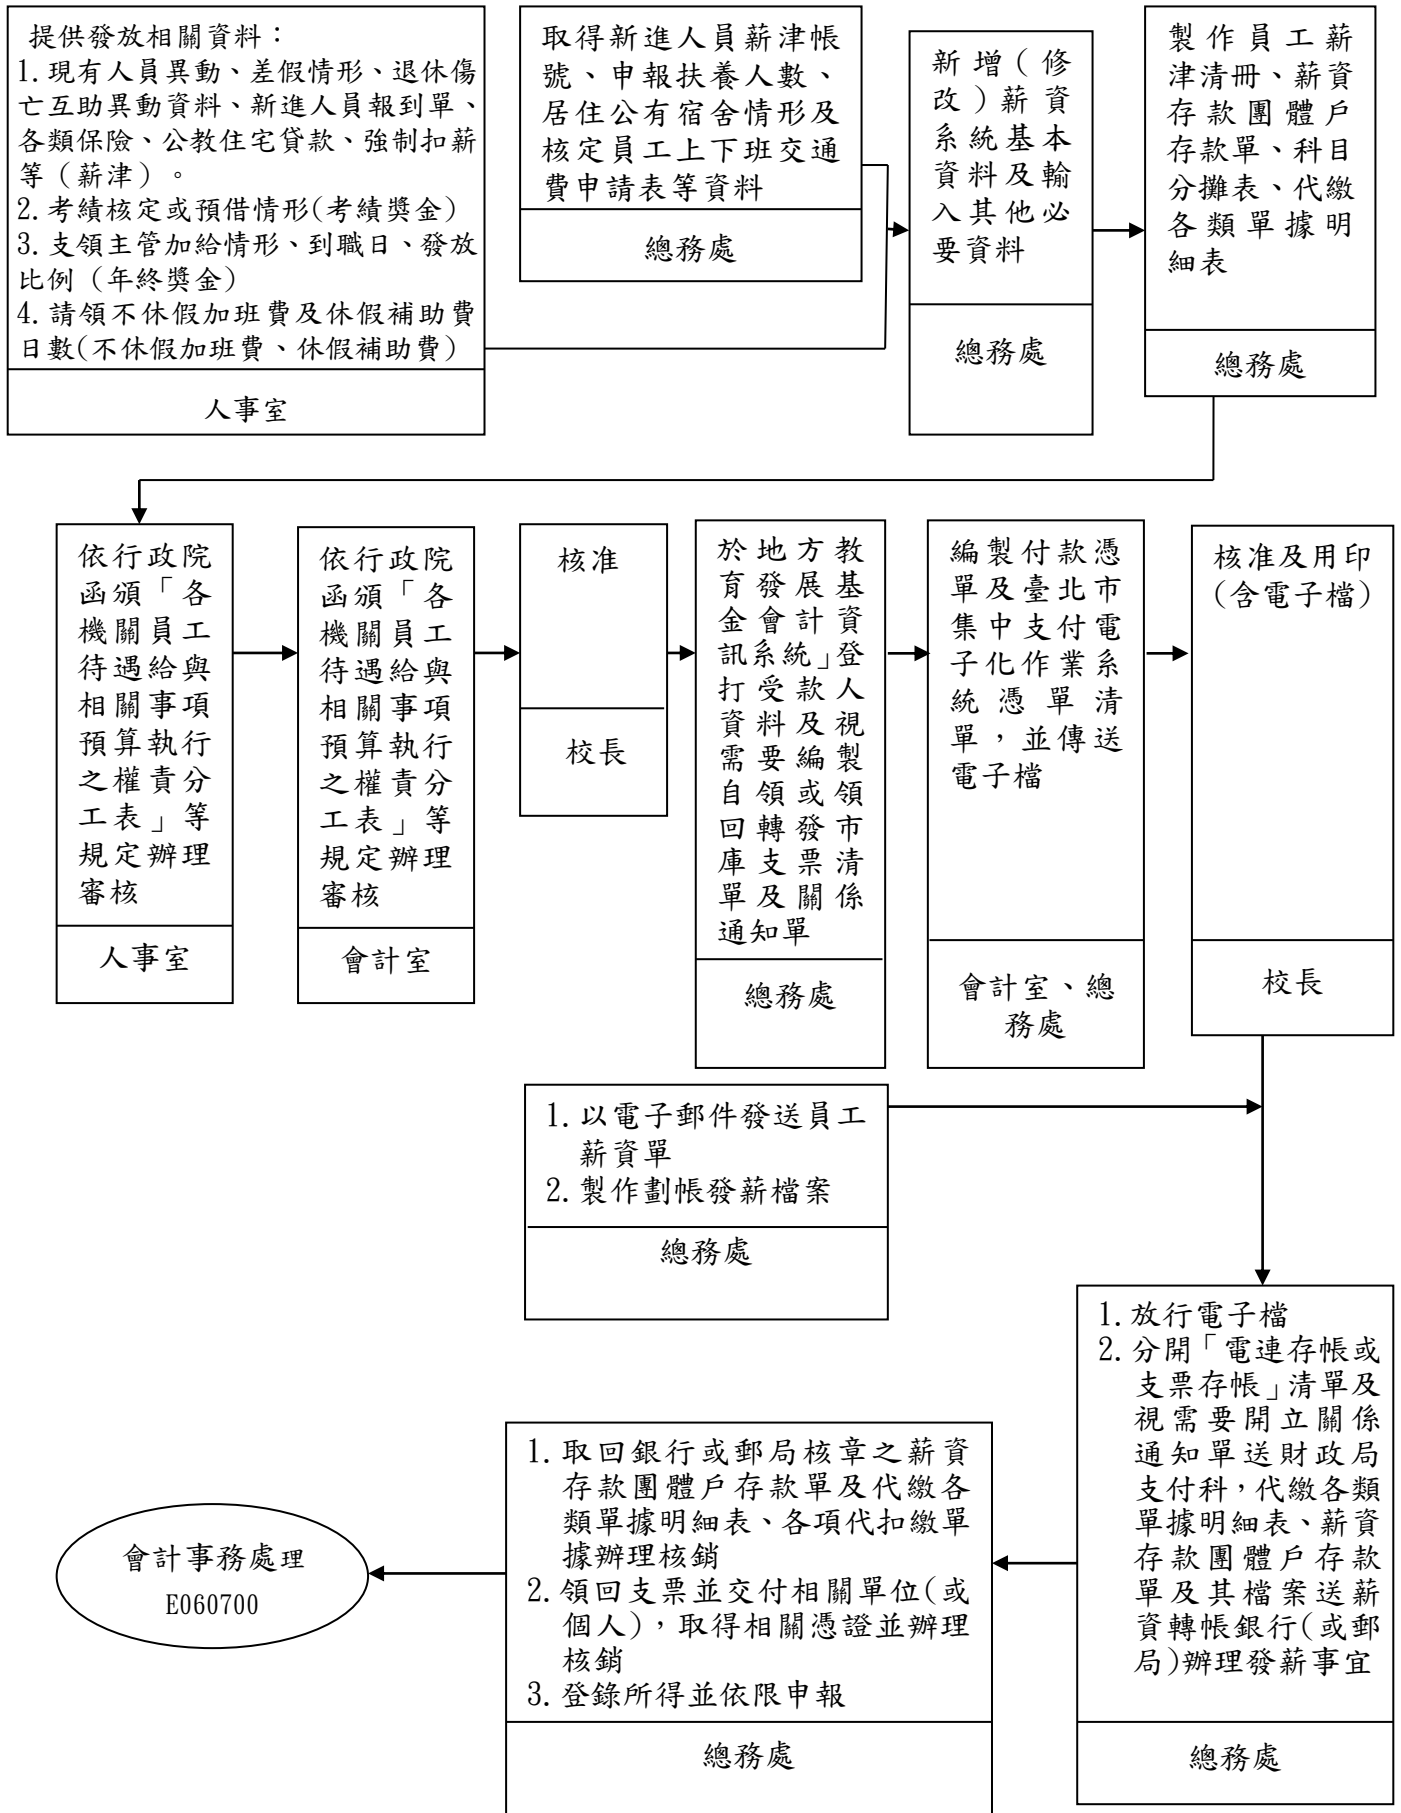 提供發放相關資料：
1.現有人員異動、差假情形、退休傷
亡互助異動資料、新進人員報到單、
各類保險、公教住宅貸款、強制扣薪
等（薪津）。
2.考績核定或預借情形(考績獎金)
3.支領主管加給情形、到職日、發放
比例（年終獎金)
4.請領不休假加班費及休假補助費
日數(不休假加班費、休假補助費)
人事室
取得新進人員薪津帳
號、申報扶養人數、
居住公有宿舍情形及
核定員工上下班交通
費申請表等資料
總務處
新增（修
改）薪資
系統基本
資料及輸
入其他必
要資料
總務處
製作員工薪
津清冊、薪資
存款團體戶
存款單、科目
分攤表、代繳
各類單據明
細表
總務處
依行政院
函頒「各
機關員工
待遇給與
相關事項
預算執行
之權責分
工表」等
規定辦理
審核
人事室
依行政院
函頒「各
機關員工
待遇給與
相關事項
預算執行
之權責分
工表」等
規定辦理
審核
會計室
核准
校長
於地方教
育發展基
金會計資
訊系統」登
打受款人
資料及視
需要編製
自領或領
回轉發市
庫支票清
單及關係
通知單
總務處
編製付款憑
單及臺北市
集中支付電
子化作業系
統憑單清
單，並傳送
電子檔
會計室、總
務處
核准及用印
(含電子檔)
校長
1.以電子郵件發送員工
薪資單
2.製作劃帳發薪檔案
總務處
1.放行電子檔
2.分開「電連存帳或
支票存帳」清單及
視需要開立關係
通知單送財政局
支付科，代繳各類
單據明細表、薪資
存款團體戶存款
單及其檔案送薪
資轉帳銀行(或郵
局)辦理發薪事宜
總務處
1.取回銀行或郵局核章之薪資
存款團體戶存款單及代繳各
類單據明細表、各項代扣繳單
據辦理核銷
2.領回支票並交付相關單位(或
個人)，取得相關憑證並辦理
核銷
3.登錄所得並依限申報
總務處
會計事務處理
E060700